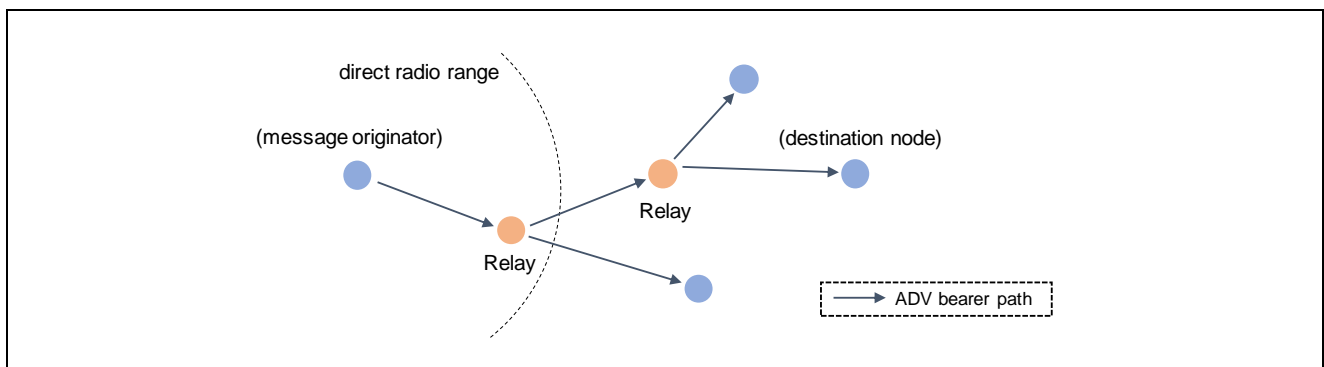 direct radio range
(message originator)
(destination node)
Relay
Relay
ADV bearer path